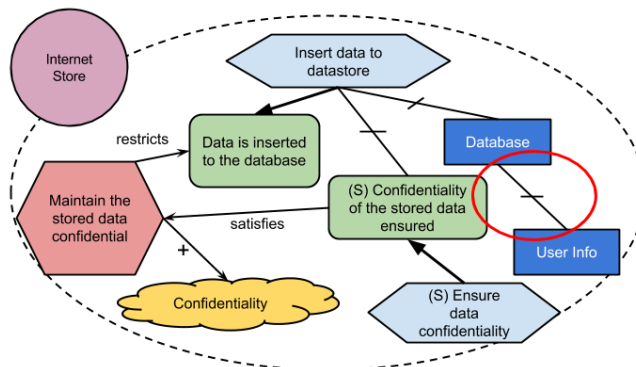 Internet
Store
Insert data to
datastore
restricts
Data is inserted
to the database
Database
Maintain the
stored data
confidential
(S) Confidentiality
of the stored data
ensured
satisfies
User Info
+
Confidentiality
(S) Ensure
data
confidentiality